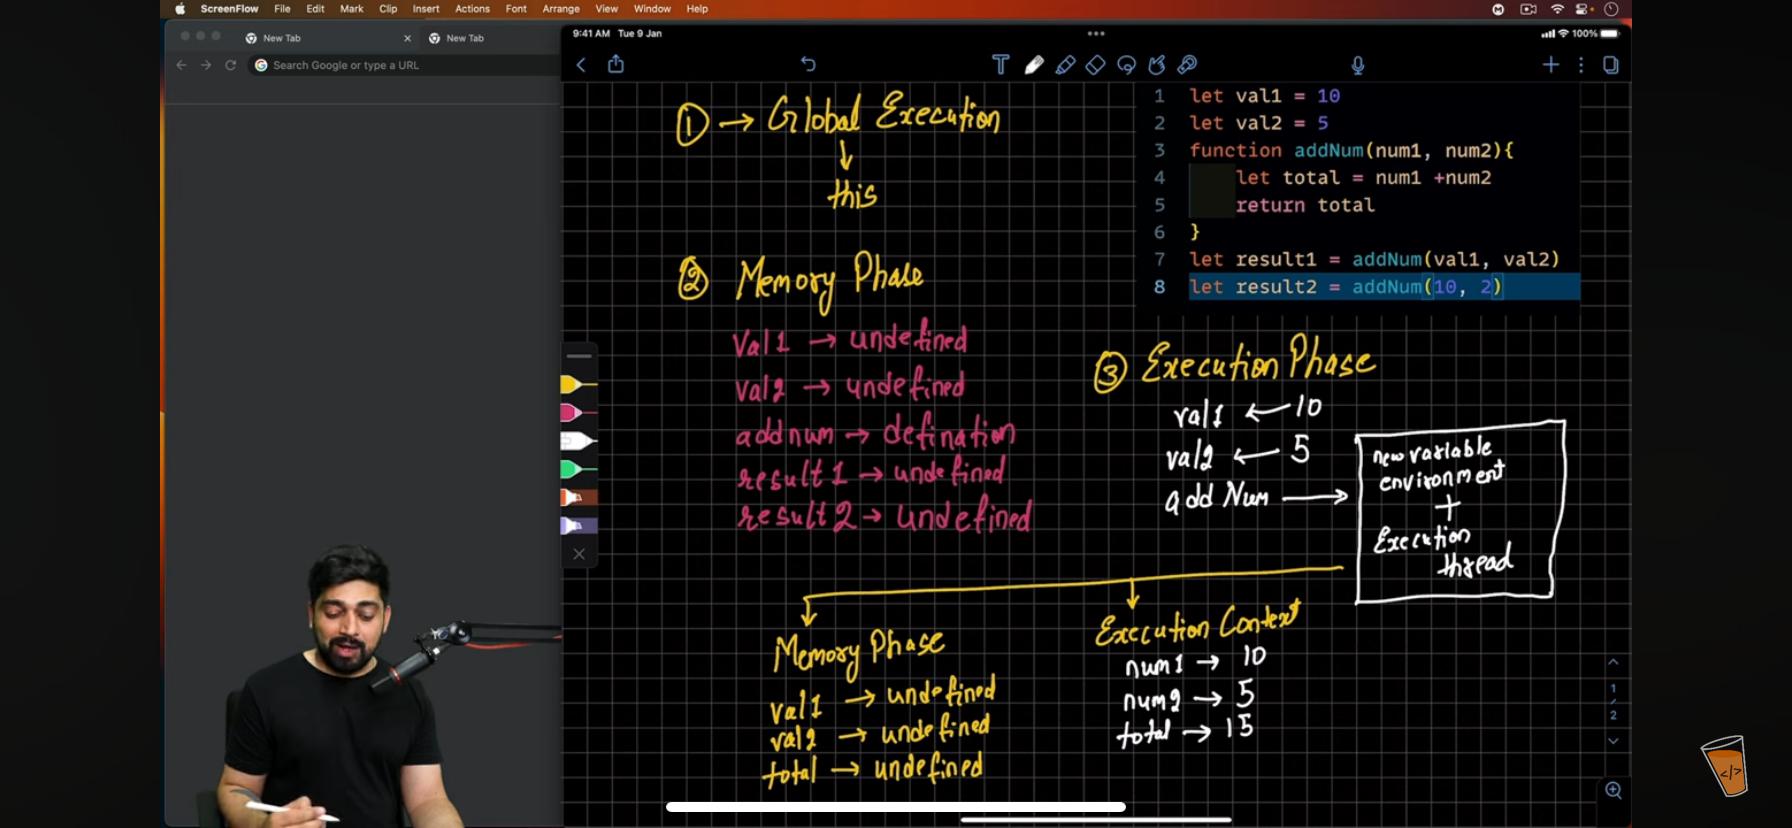 ScreenFlow File Edit Mark Clip Insert Actions Font Arrange View Window Help
New Tab
New Tab
Search Google or type a URL
9:41 AM Tue 9 Jan
100%
① → Global Execution
↓
this
② Memory Phase
Val1 → undefined
val2 → undefined
addnum → defination
result1 → undefined
result2 → undefined
1 let val1 = 10
2 let val2 = 5
3 function addNum(num1, num2){
4 let total = num1 +num2
5 return total
6 }
7 let result1 = addNum(val1, val2)
8 let result2 = addNum(10, 2)
③ Execution Phase
val1 ← 10
val2 ← 5
add Num →
new variable
environment
+
Execution
thread
Memory Phase
val1 → undefined
val2 → undefined
total → undefined
Execution Context
num1 → 10
num2 → 5
total → 15
1
2
</>